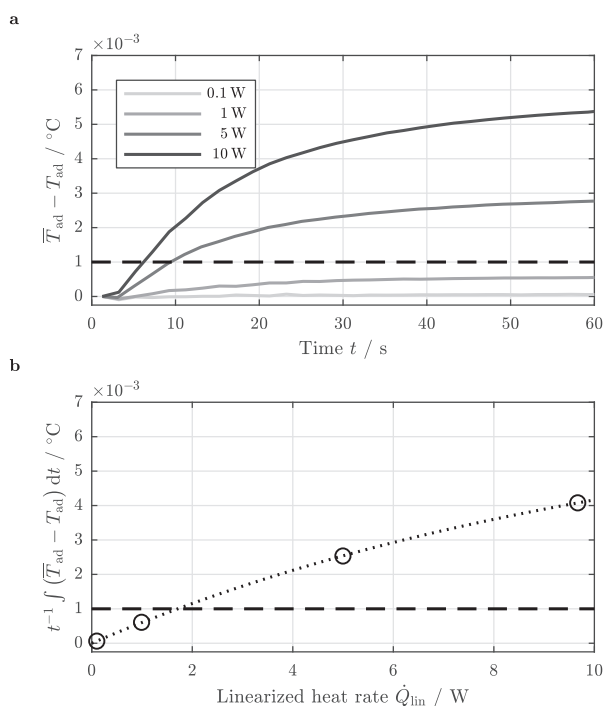 a
×10⁻³
7
6
5
4
3
2
1
0
T̅ad − Tad / °C
0.1 W
1 W
5 W
10 W
0 10 20 30 40 50 60
Time t / s
b
×10⁻³
7
6
5
4
3
2
1
0
t⁻¹ ∫ (T̅ad − Tad) dt / °C
0 2 4 6 8 10
Linearized heat rate Q̇lin / W